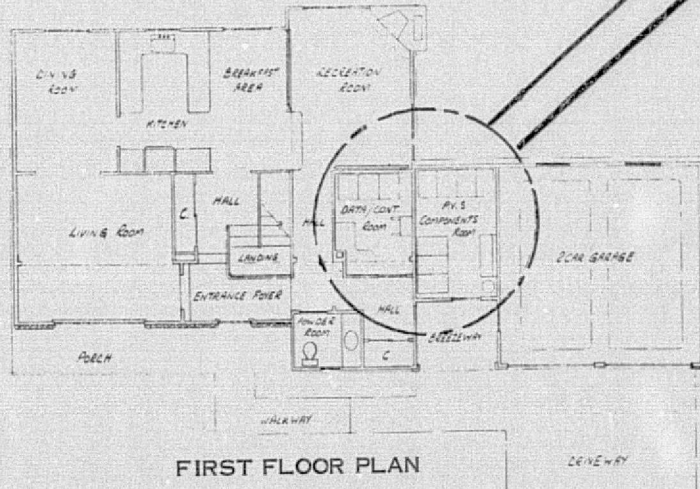 DINING
ROOM
KITCHEN
BREAKFAST
AREA
RECREATION
ROOM
LIVING ROOM
C
HALL
LANDING
HALL
DATA/CONT
ROOM
P.V.S
COMPONENTS
ROOM
2 CAR GARAGE
ENTRANCE FOYER
HALL
POWDER
ROOM
C
BREEZEWAY
PORCH
WALKWAY
FIRST FLOOR PLAN
DRIVEWAY